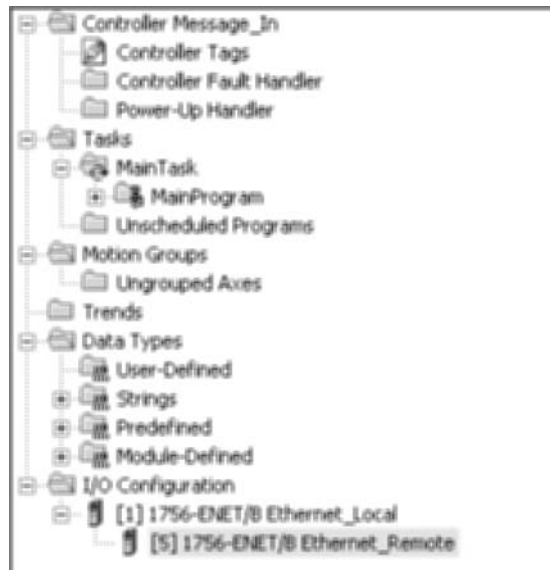 Controller Message_In
Controller Tags
Controller Fault Handler
Power-Up Handler
Tasks
MainTask
MainProgram
Unscheduled Programs
Motion Groups
Ungrouped Axes
Trends
Data Types
User-Defined
Strings
Predefined
Module-Defined
I/O Configuration
[1] 1756-ENET/B Ethernet_Local
[5] 1756-ENET/B Ethernet_Remote